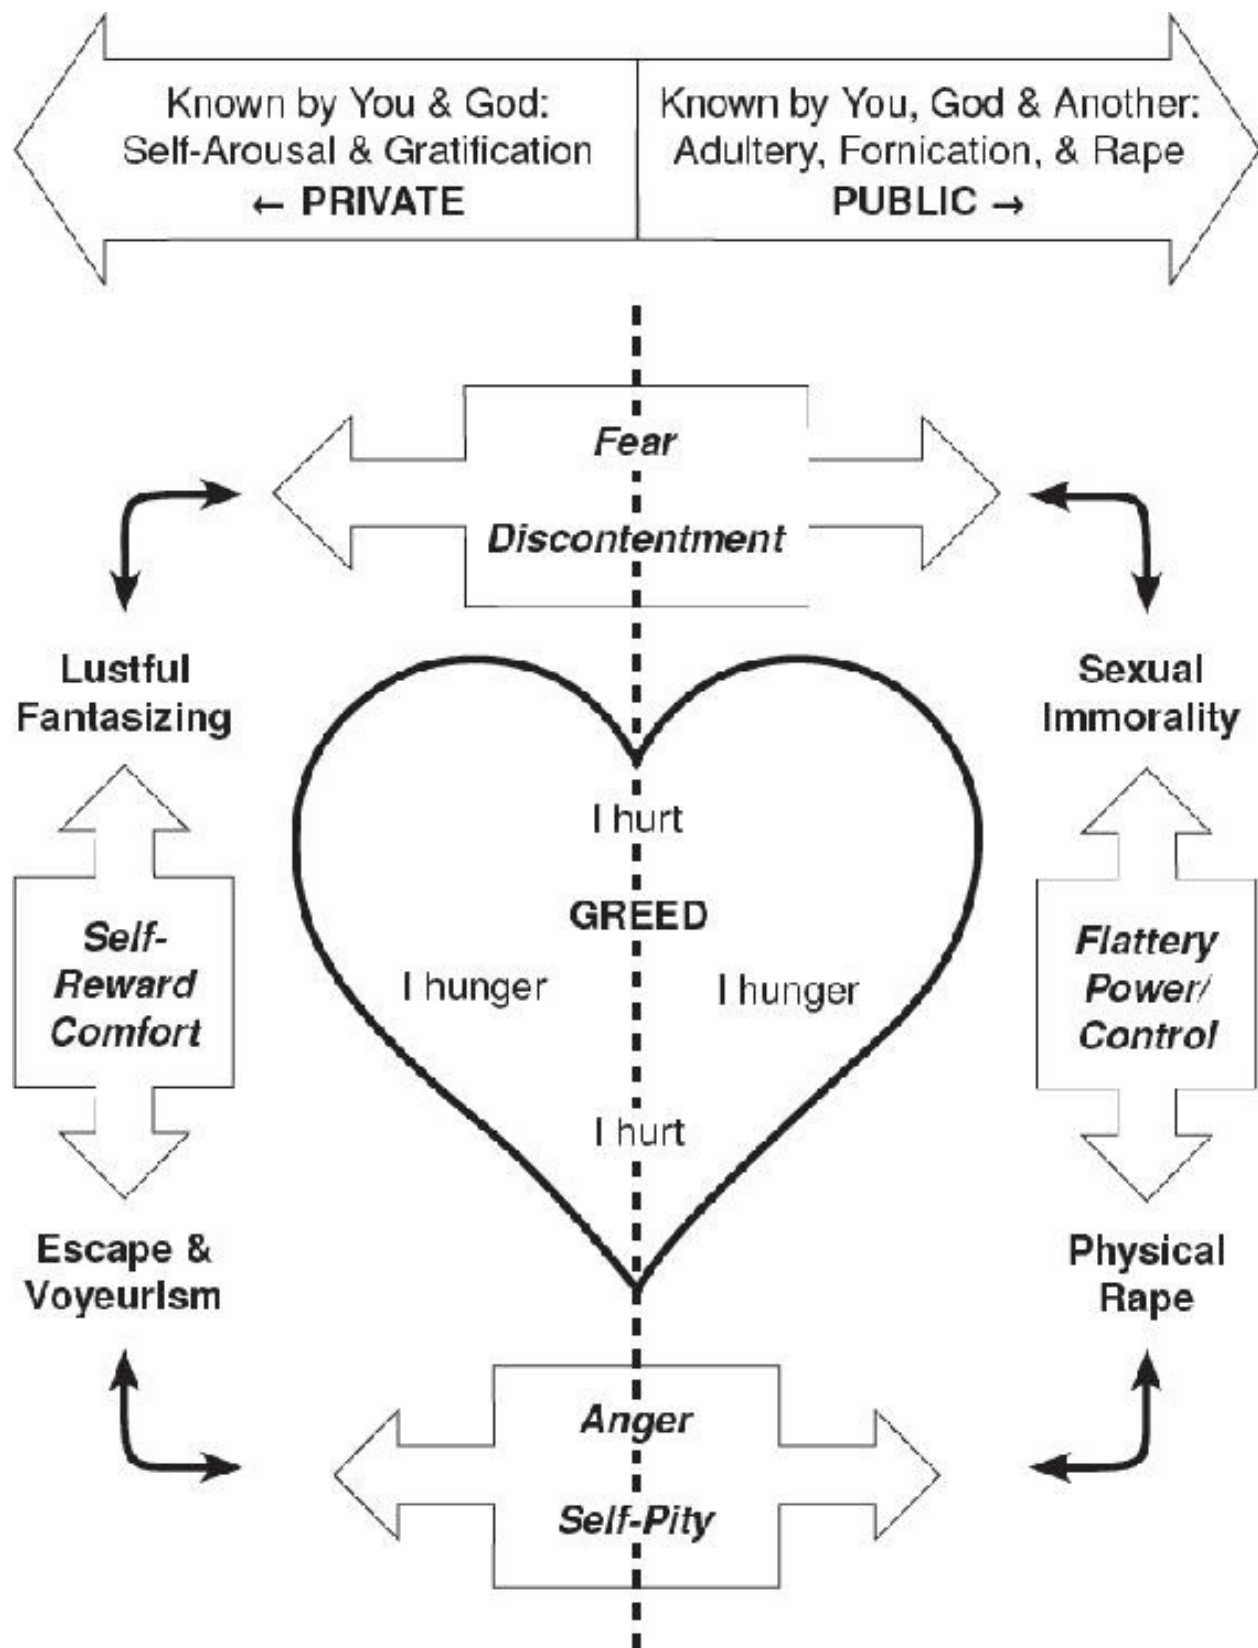 Known by You & God:
Self-Arousal & Gratification
← PRIVATE
Known by You, God & Another:
Adultery, Fornication, & Rape
PUBLIC →
Fear
Discontentment
Lustful
Fantasizing
Sexual
Immorality
I hurt
GREED
I hunger
I hunger
I hurt
Self-
Reward
Comfort
Flattery
Power/
Control
Escape &
Voyeurism
Physical
Rape
Anger
Self-Pity